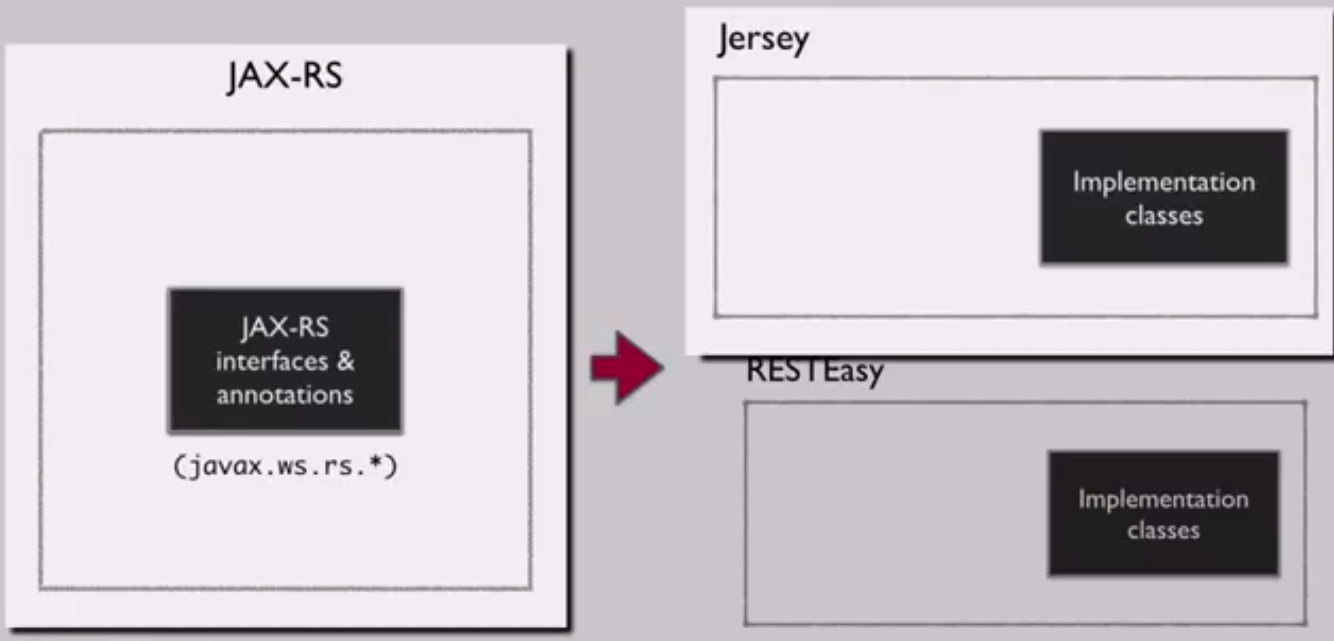 JAX-RS
JAX-RS
interfaces &
annotations
(javax.ws.rs.*)
Jersey
Implementation
classes
RESTEasy
Implementation
classes